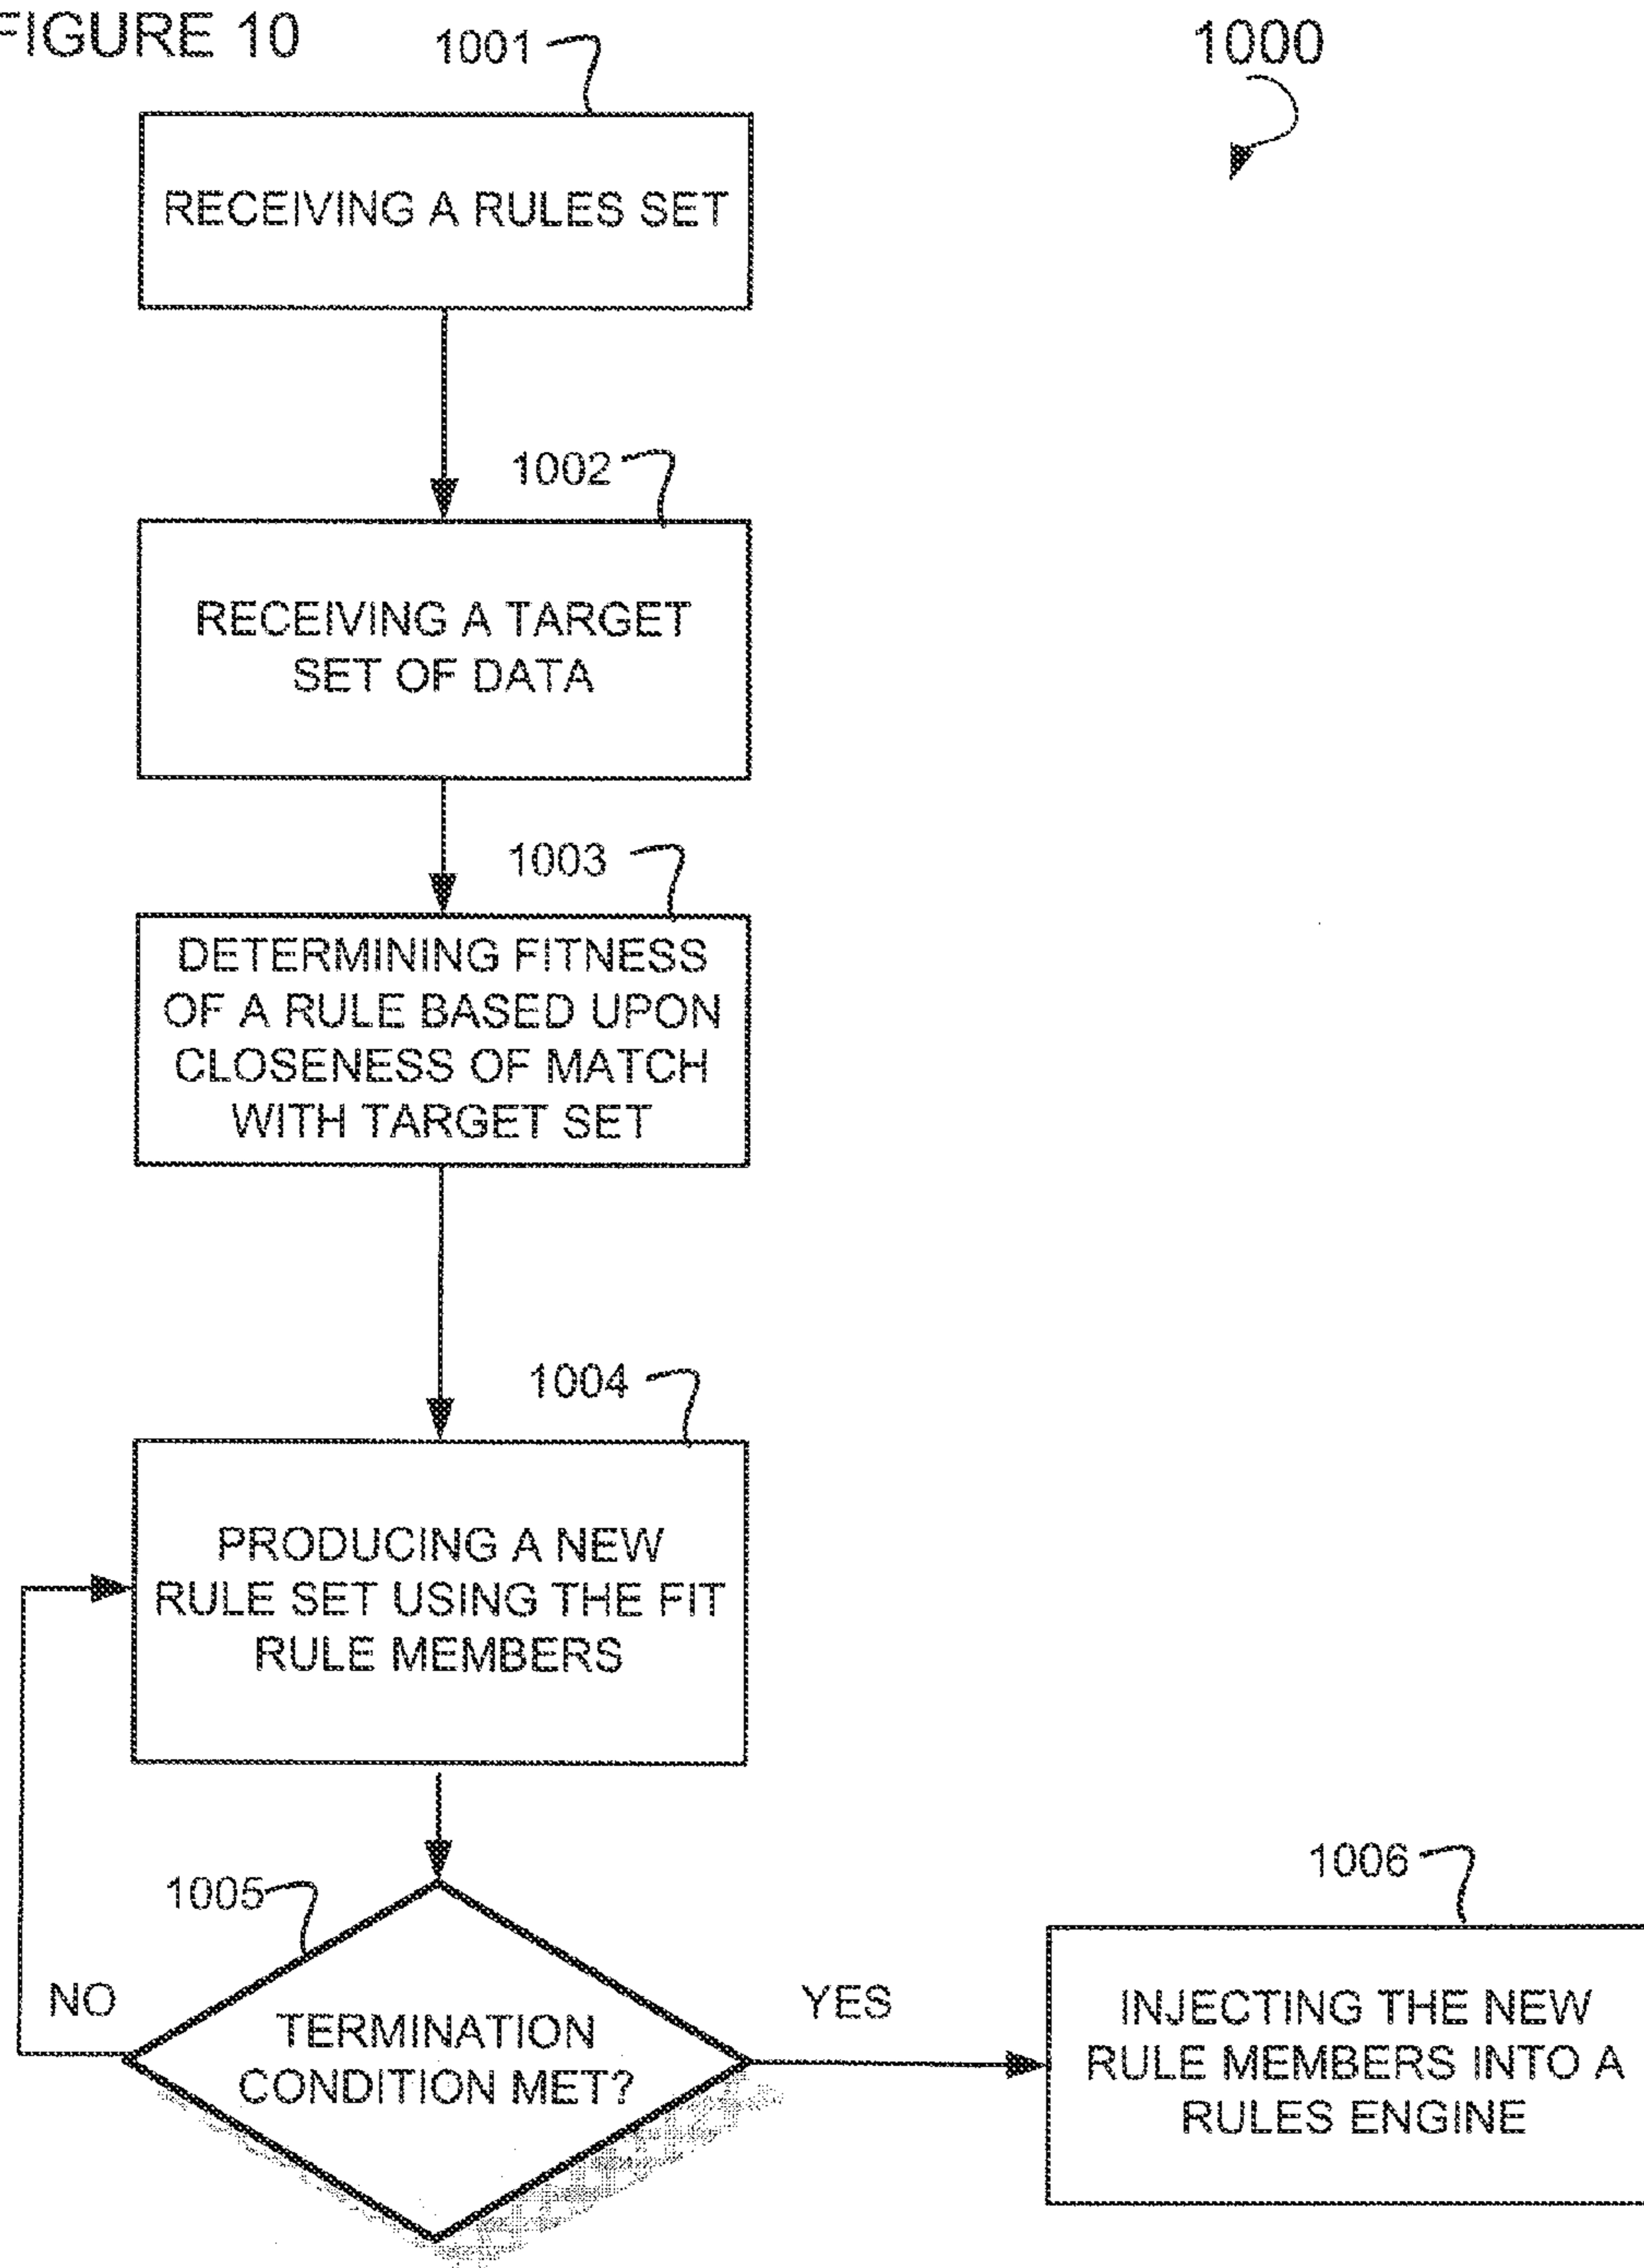 FIGURE 10
1000
1001
RECEIVING A RULES SET
1002
RECEIVING A TARGET
SET OF DATA
1003
DETERMINING FITNESS
OF A RULE BASED UPON
CLOSENESS OF MATCH
WITH TARGET SET
1004
PRODUCING A NEW
RULE SET USING THE FIT
RULE MEMBERS
1005
NO
TERMINATION
CONDITION MET?
YES
1006
INJECTING THE NEW
RULE MEMBERS INTO A
RULES ENGINE